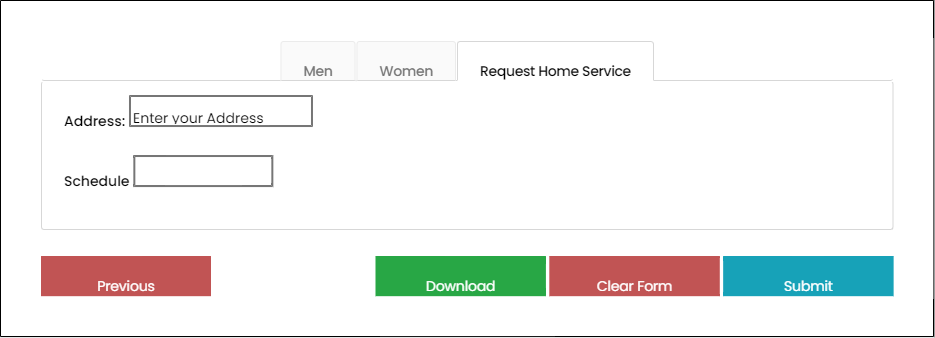 Men Women Request Home Service
Address: Enter your Address
Schedule
Previous Download Clear Form Submit